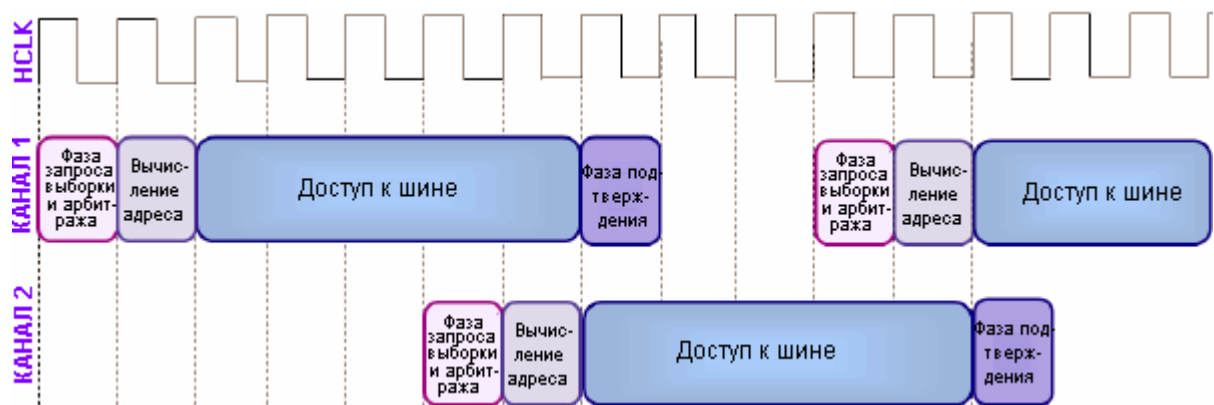 HCLK
КАНАЛ 1
Фаза
запроса
выборки
и арбит-
ража
Вычис-
ление
адреса
Доступ к шине
Фаза под-
тверж-
дения
Фаза
запроса
выборки
и арбит-
ража
Вычис-
ление
адреса
Доступ к шине
КАНАЛ 2
Фаза
запроса
выборки
и арбит-
ража
Вычис-
ление
адреса
Доступ к шине
Фаза под-
тверж-
дения